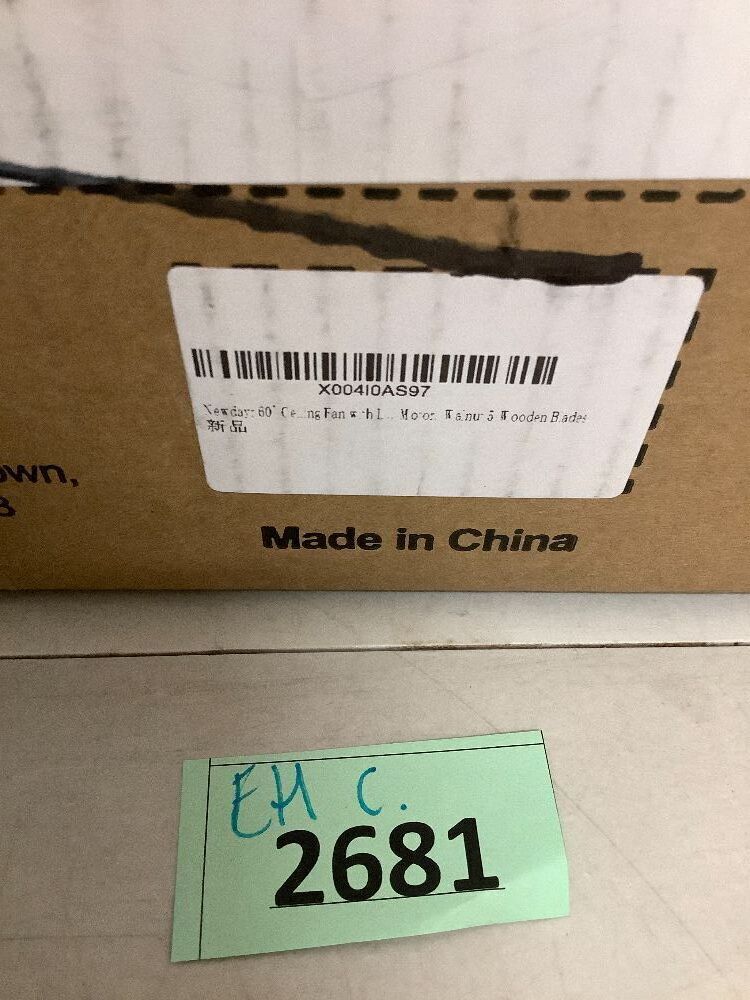 X004I0AS97
Newday: 60" Ceiling Fan with Motor, Walnut 5 Wooden Blades
新品
own,
Made in China
EH C.
2681